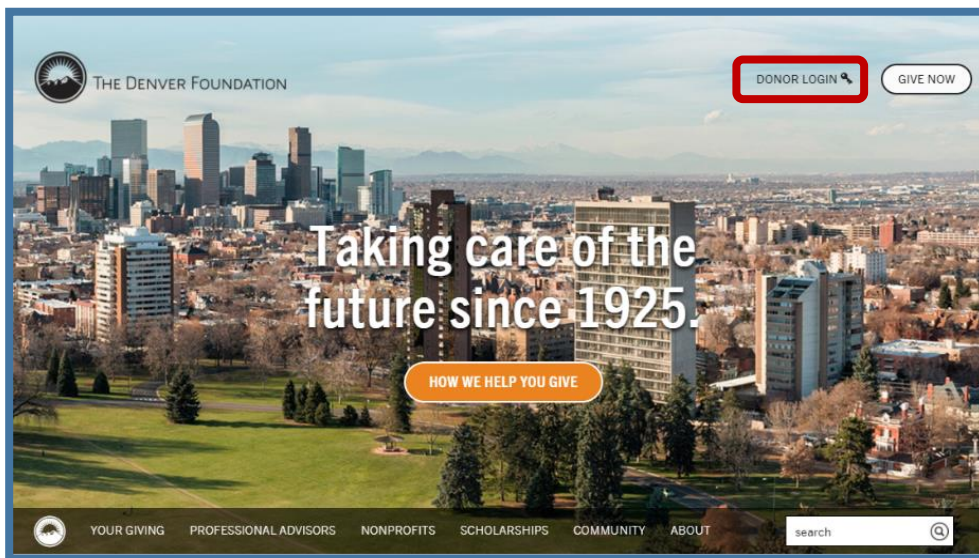 THE DENVER FOUNDATION
DONOR LOGIN
GIVE NOW
Taking care of the
future since 1925.
HOW WE HELP YOU GIVE
YOUR GIVING PROFESSIONAL ADVISORS NONPROFITS SCHOLARSHIPS COMMUNITY ABOUT
search